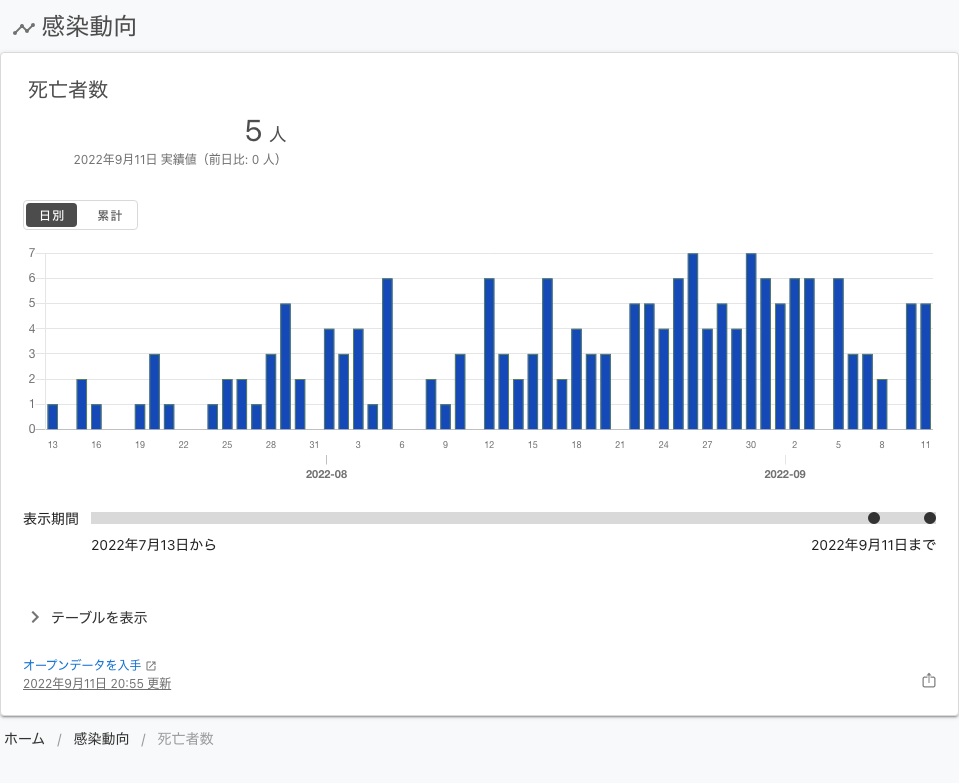 感染動向
死亡者数
5 人
2022年9月11日 実績値（前日比: 0 人）
日別 累計
7
6
5
4
3
2
1
0
13 16 19 22 25 28 31 3 6 9 12 15 18 21 24 27 30 2 5 8 11
2022-08 2022-09
表示期間
2022年7月13日から 2022年9月11日まで
テーブルを表示
オープンデータを入手
2022年9月11日 20:55 更新
ホーム / 感染動向 / 死亡者数